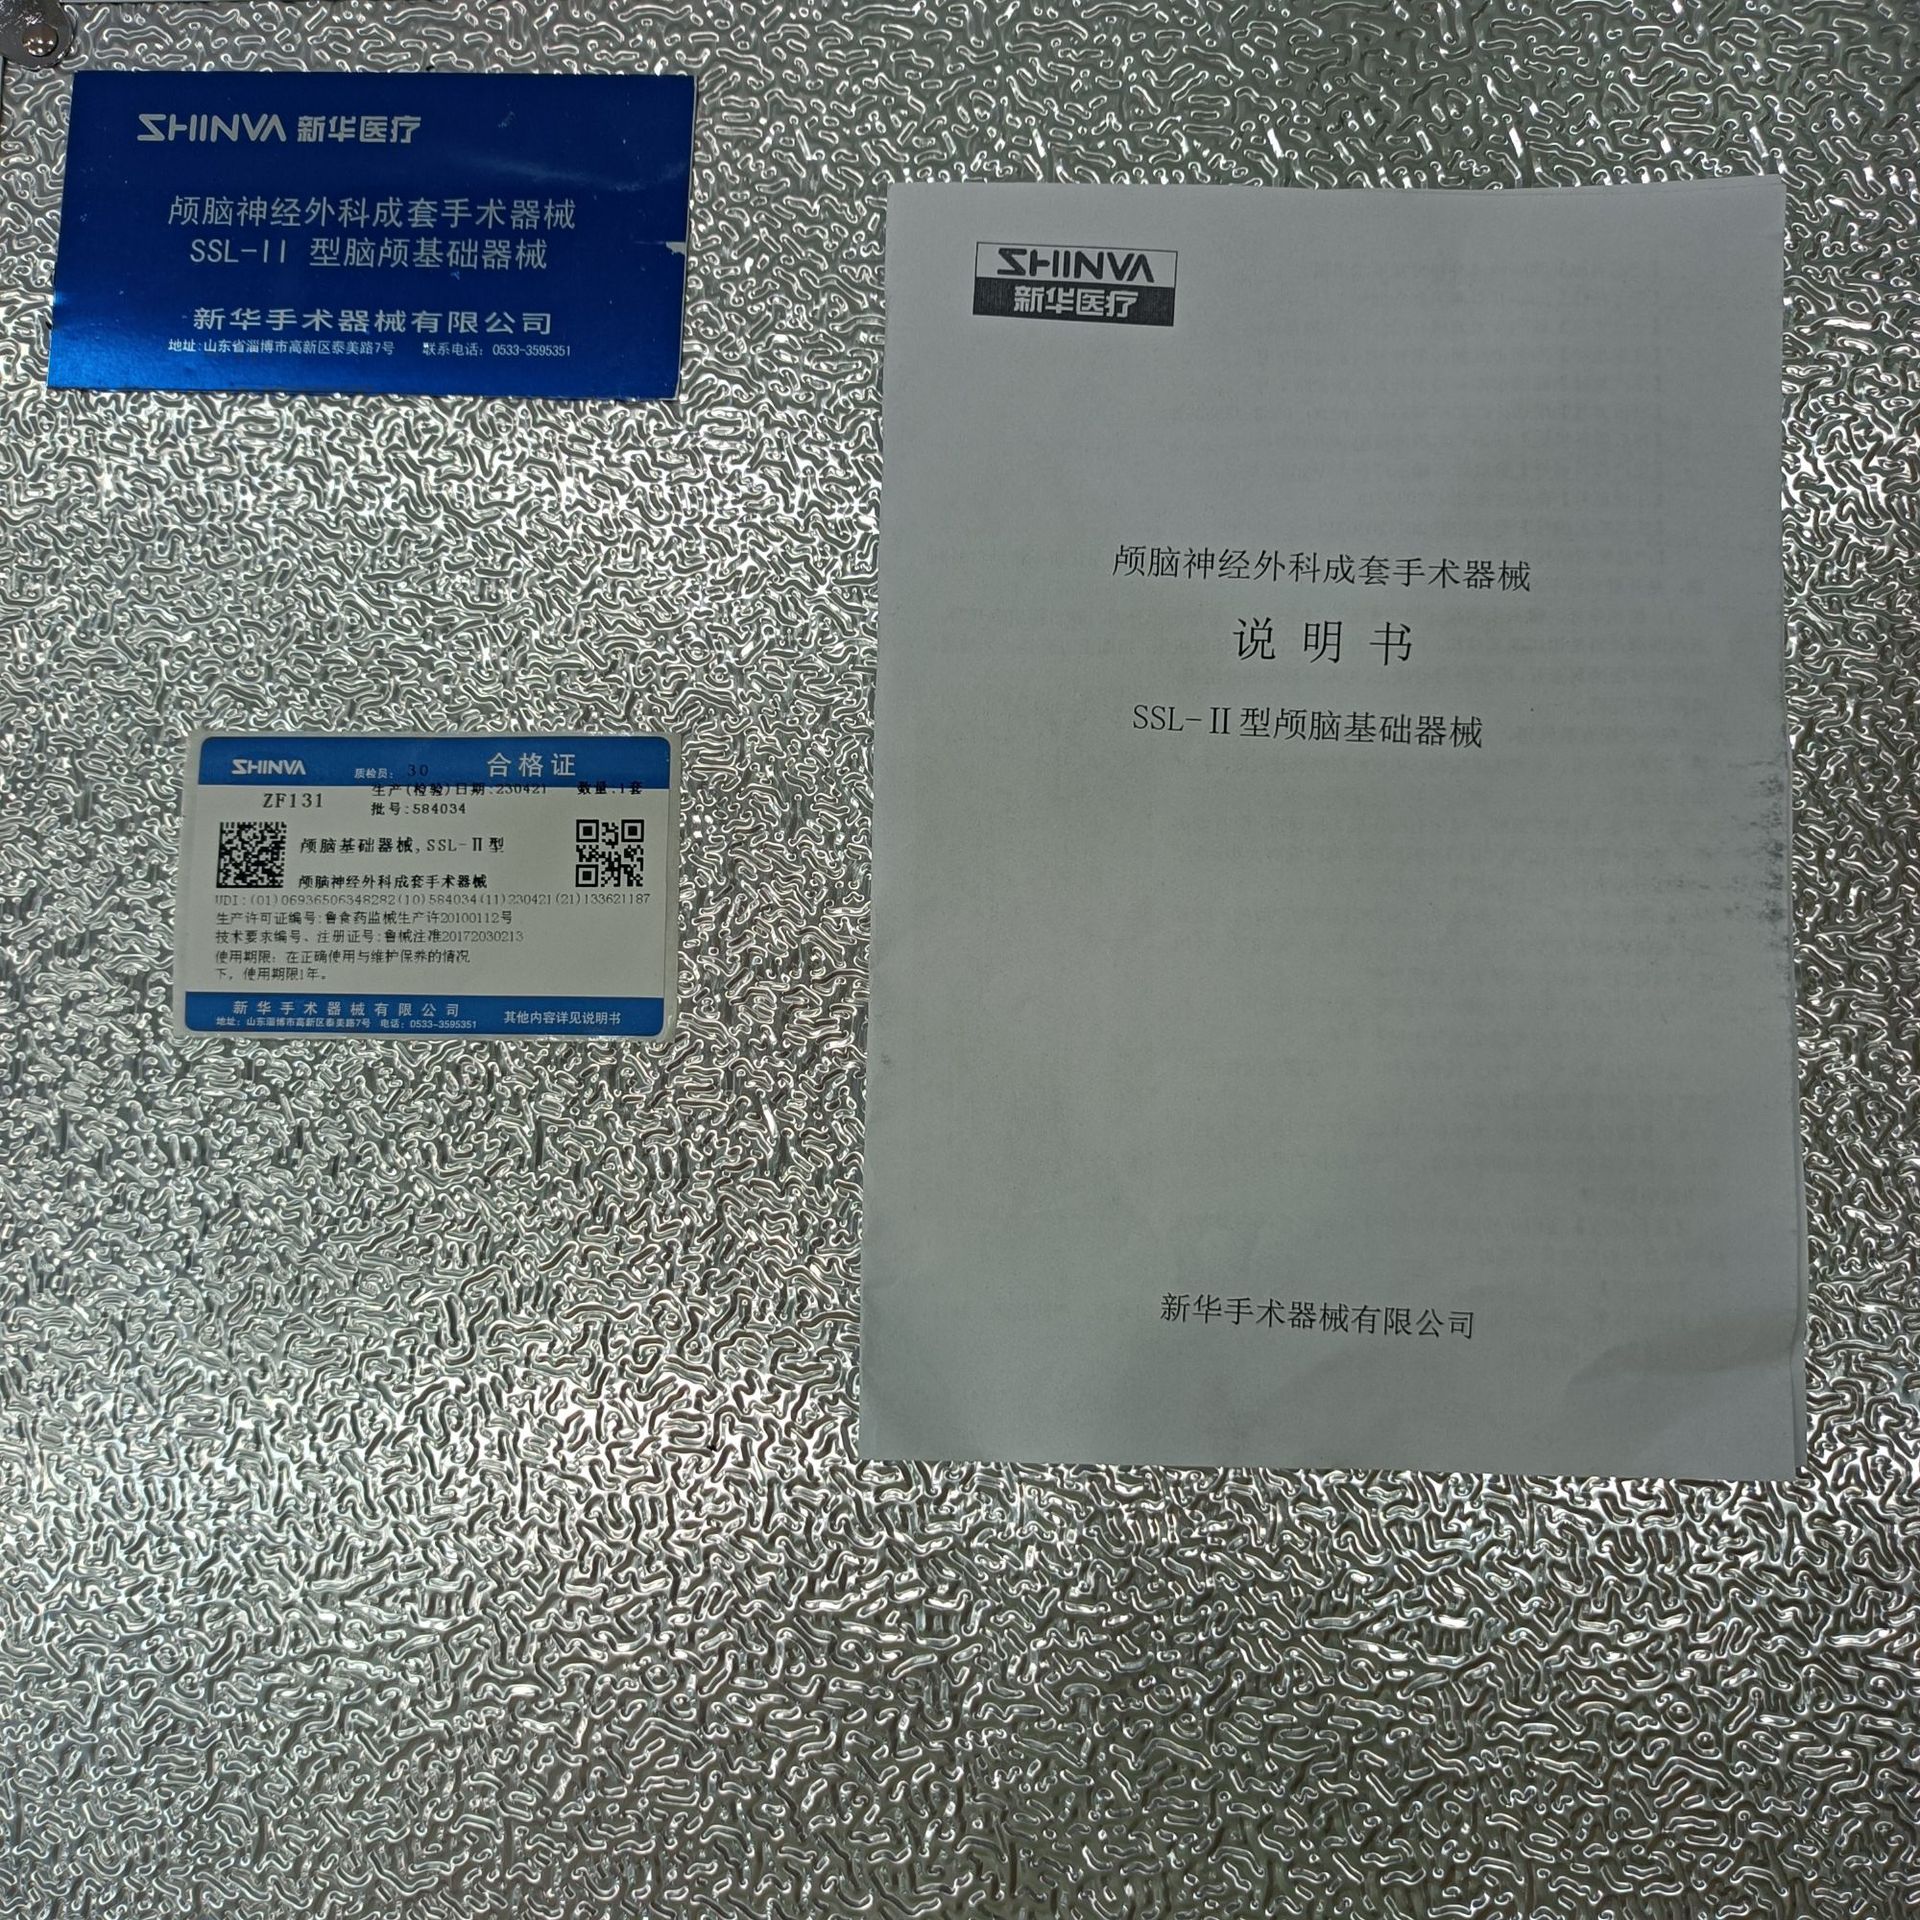 SHINVA 新华医疗
颅脑神经外科成套手术器械
SSL-II 型脑颅基础器械
新华手术器械有限公司
地址:山东省淄博市高新区泰美路7号 联系电话: 0533-3595351
SHINVA 质检员: 30 合格证
ZF131 生产(检验)日期:230421 数量:1套
批号:584034
颅脑基础器械,SSL-Ⅱ型
颅脑神经外科成套手术器械
UDI:(01)06936506348282(10)584034(11)230421(21)133621187
生产许可证编号:鲁食药监械生产许20100112号
技术要求编号、注册证号:鲁械注准20172030213
使用期限: 在正确使用与维护保养的情况
下, 使用期限1年。
新华手术器械有限公司
地址: 山东淄博市高新区泰美路7号 电话: 0533-3595351 其他内容详见说明书
SHINVA
新华医疗
颅脑神经外科成套手术器械
说 明 书
SSL-Ⅱ型颅脑基础器械
新华手术器械有限公司